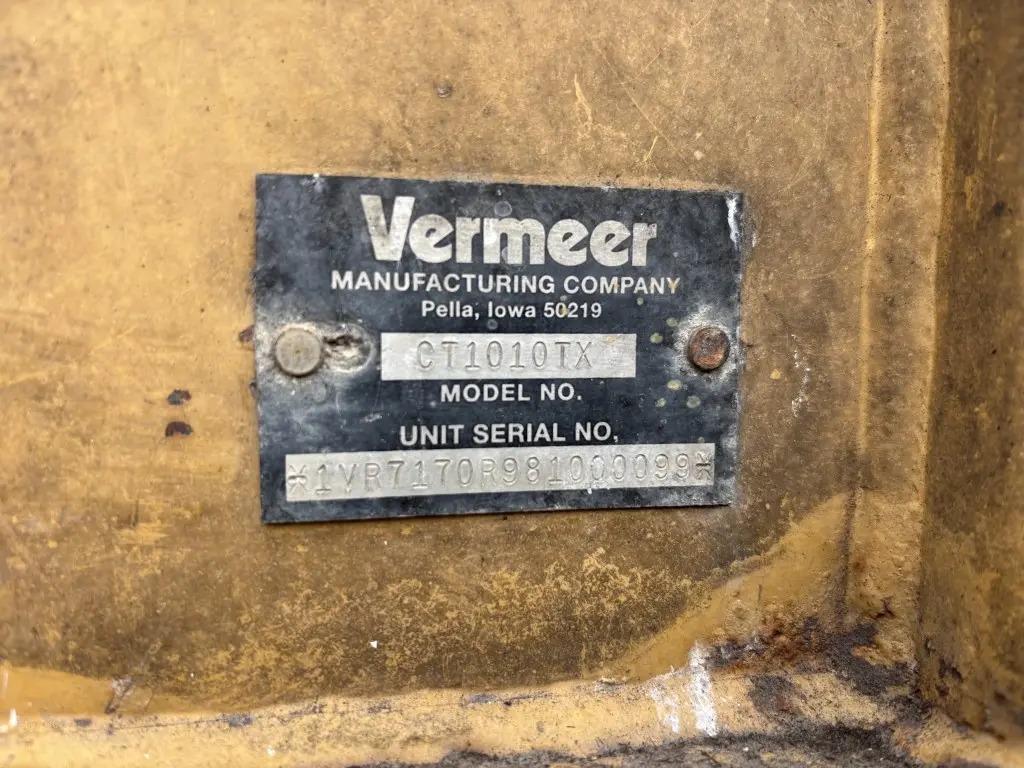 Vermeer
MANUFACTURING COMPANY
Pella, Iowa 50219
CT1010TX
MODEL NO.
UNIT SERIAL NO.
*1VR7170R981000099*